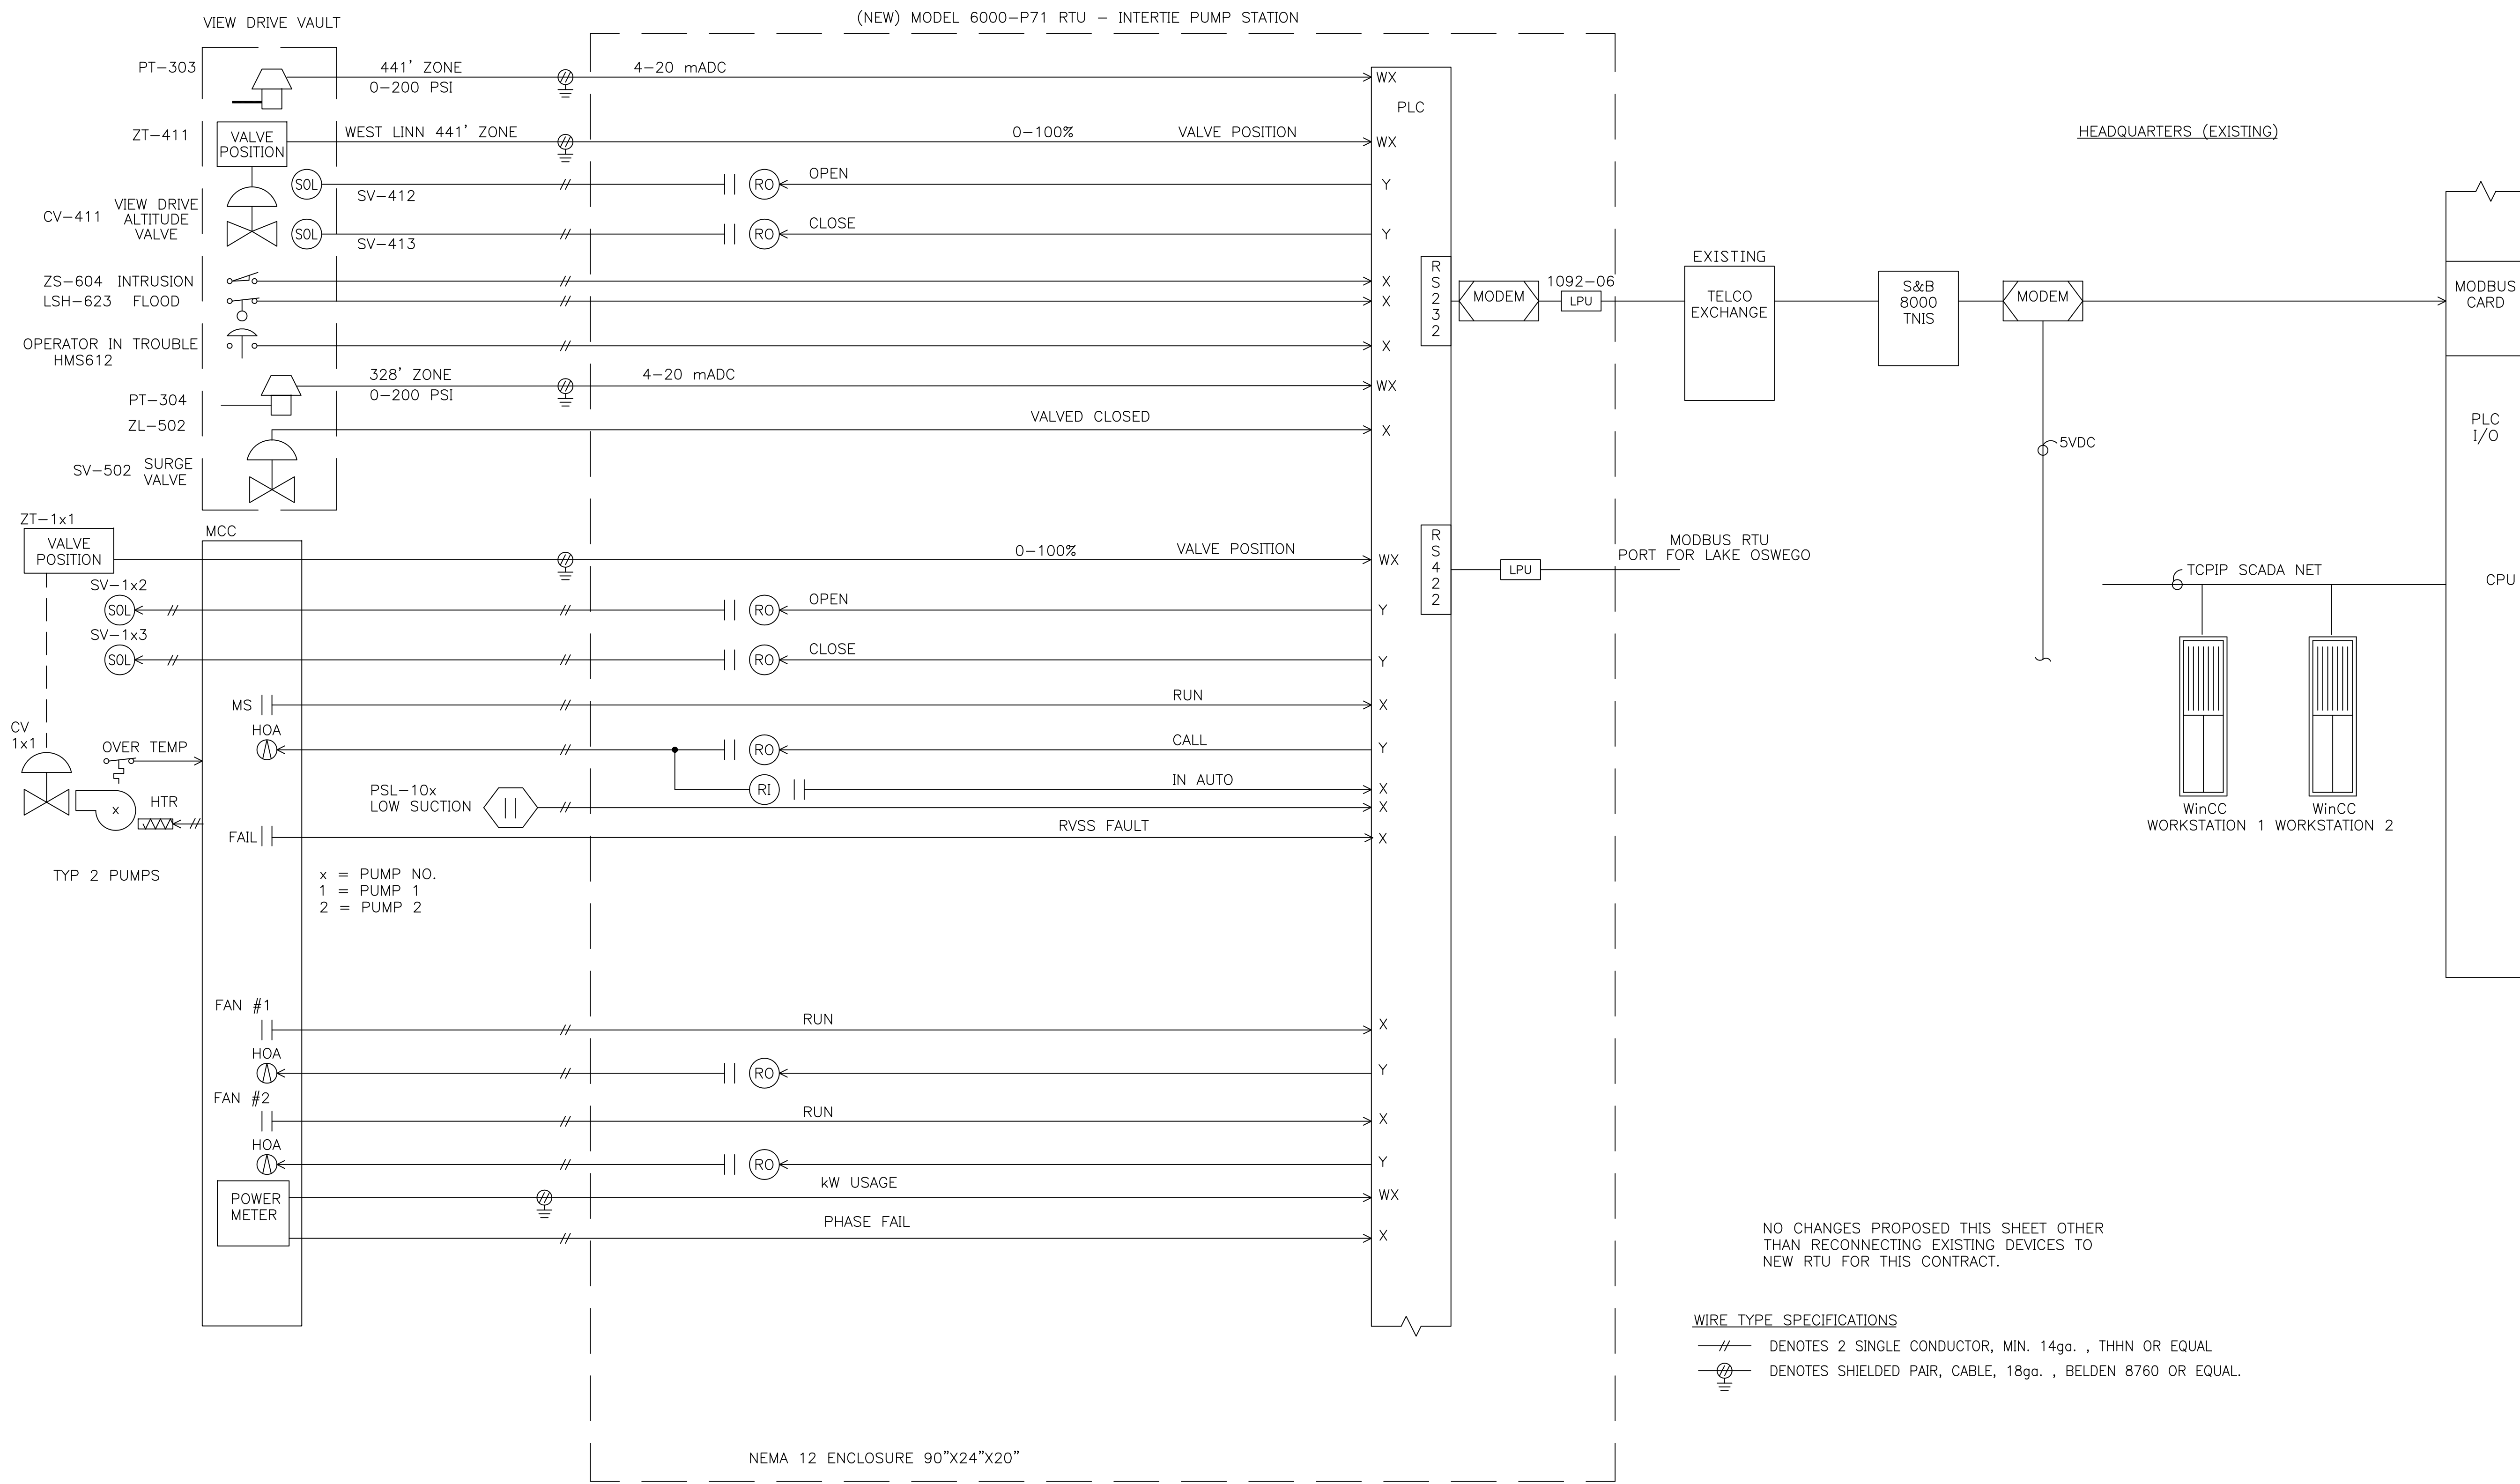 (NEW) MODEL 6000-P71 RTU - INTERTIE PUMP STATION
VIEW DRIVE VAULT
PT-303
441' ZONE
0-200 PSI
4-20 mADC
WX
PLC
ZT-411
VALVE
POSITION
WEST LINN 441' ZONE
0-100%
VALVE POSITION
WX
HEADQUARTERS (EXISTING)
SOL
SV-412
RO
OPEN
Y
CV-411
VIEW DRIVE
ALTITUDE
VALVE
SOL
SV-413
RO
CLOSE
Y
ZS-604 INTRUSION
X
LSH-623 FLOOD
X
OPERATOR IN TROUBLE
HMS612
X
RS232
MODEM
1092-06
LPU
EXISTING
TELCO
EXCHANGE
S&B
8000
TNIS
MODEM
MODBUS
CARD
328' ZONE
0-200 PSI
4-20 mADC
WX
PT-304
ZL-502
VALVED CLOSED
X
SV-502
SURGE
VALVE
5VDC
PLC
I/O
ZT-1x1
VALVE
POSITION
MCC
0-100%
VALVE POSITION
WX
RS422
LPU
MODBUS RTU
PORT FOR LAKE OSWEGO
TCPIP SCADA NET
CPU
SV-1x2
SOL
RO
OPEN
Y
SV-1x3
SOL
RO
CLOSE
Y
MS
RUN
X
CV
1x1
OVER TEMP
HOA
RO
CALL
Y
RI
IN AUTO
X
PSL-10x
LOW SUCTION
X
x
HTR
FAIL
RVSS FAULT
X
WinCC
WORKSTATION 1
WinCC
WORKSTATION 2
TYP 2 PUMPS
x = PUMP NO.
1 = PUMP 1
2 = PUMP 2
FAN #1
RUN
X
HOA
RO
Y
FAN #2
RUN
X
HOA
RO
Y
POWER
METER
kW USAGE
WX
PHASE FAIL
X
NO CHANGES PROPOSED THIS SHEET OTHER
THAN RECONNECTING EXISTING DEVICES TO
NEW RTU FOR THIS CONTRACT.
WIRE TYPE SPECIFICATIONS
DENOTES 2 SINGLE CONDUCTOR, MIN. 14ga. , THHN OR EQUAL
DENOTES SHIELDED PAIR, CABLE, 18ga. , BELDEN 8760 OR EQUAL.
NEMA 12 ENCLOSURE 90"X24"X20"